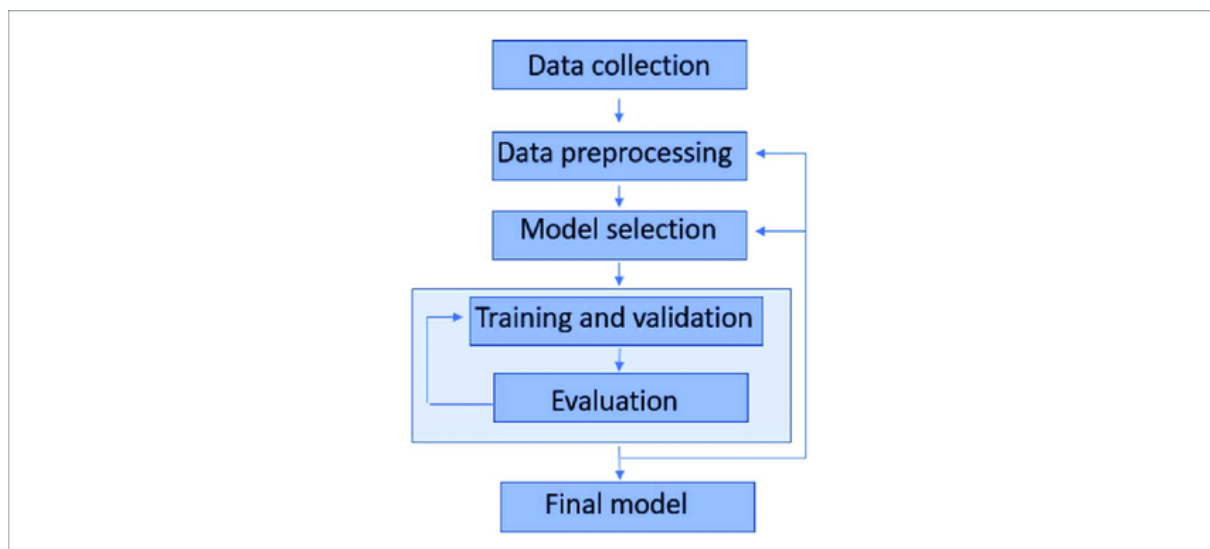 Data collection
Data preprocessing
Model selection
Training and validation
Evaluation
Final model